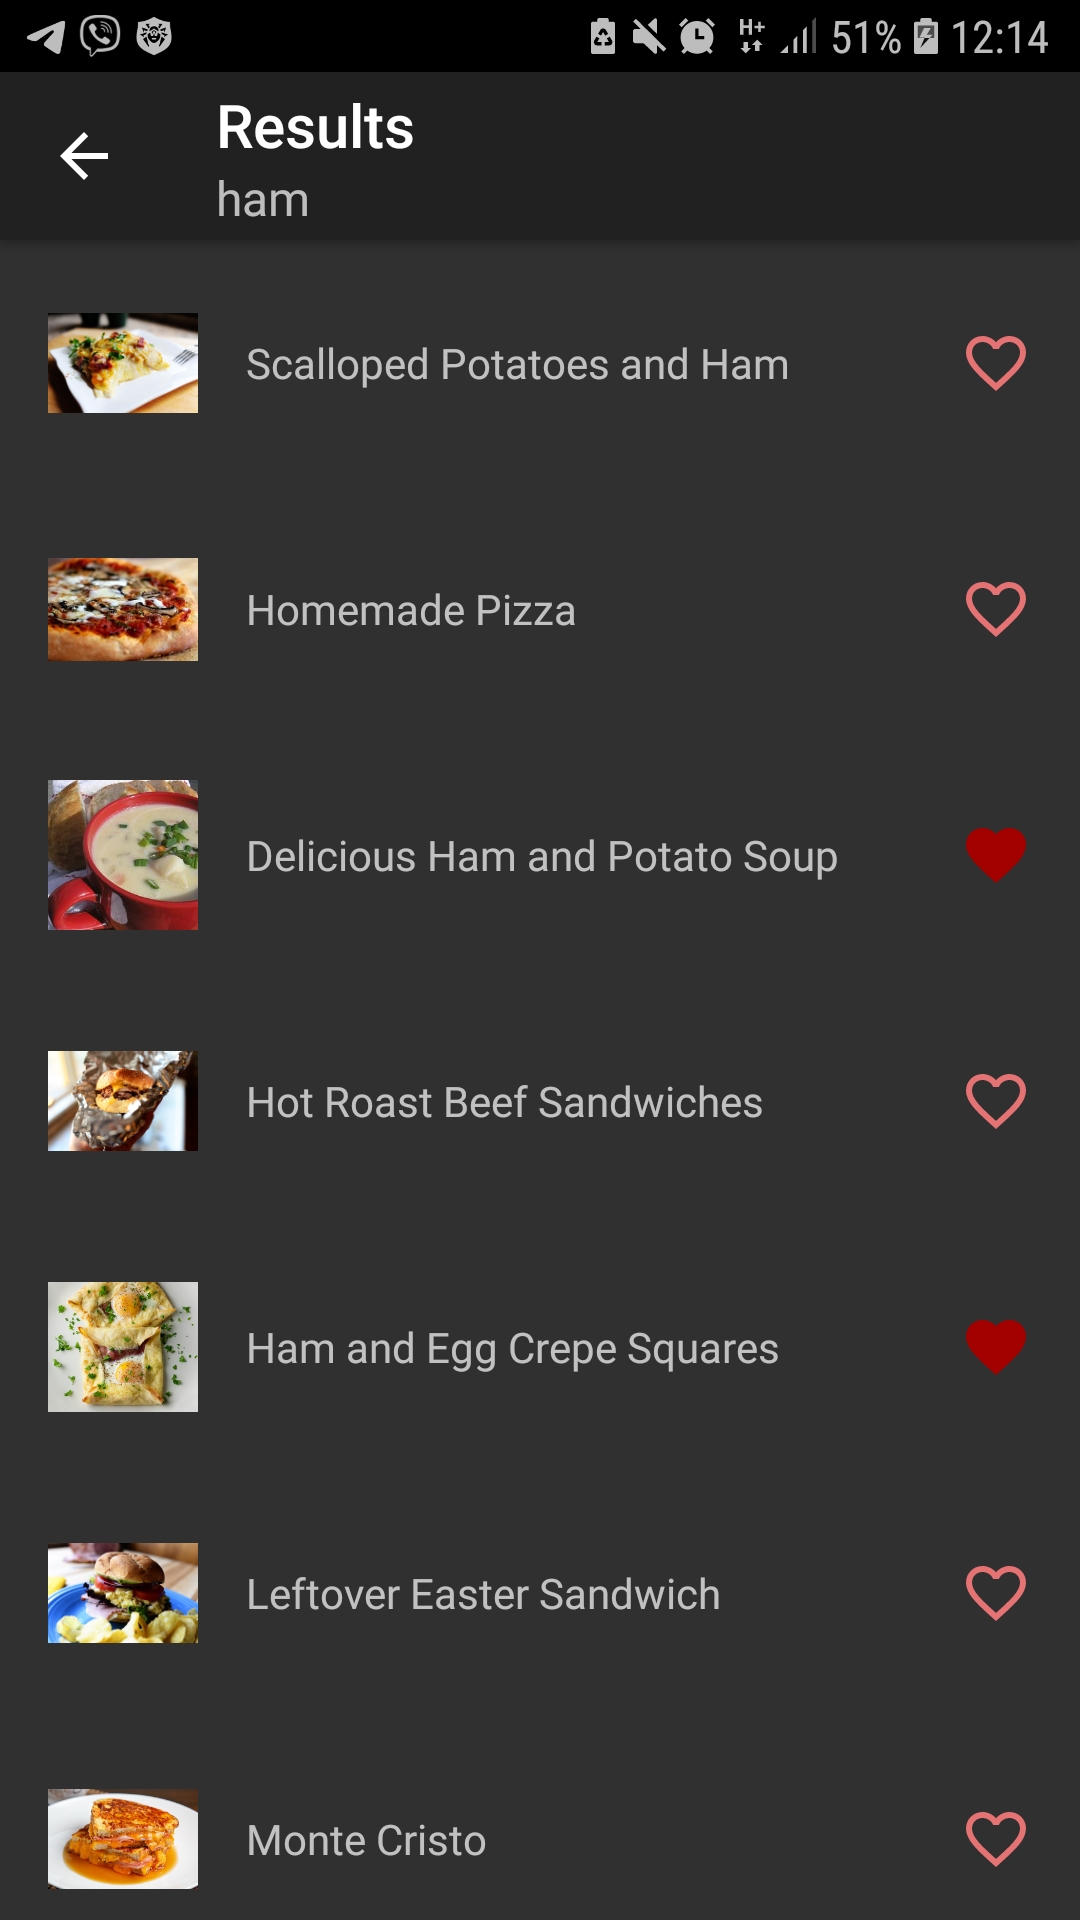 H+ 51% 12:14
Results
ham
Scalloped Potatoes and Ham
Homemade Pizza
Delicious Ham and Potato Soup
Hot Roast Beef Sandwiches
Ham and Egg Crepe Squares
Leftover Easter Sandwich
Monte Cristo